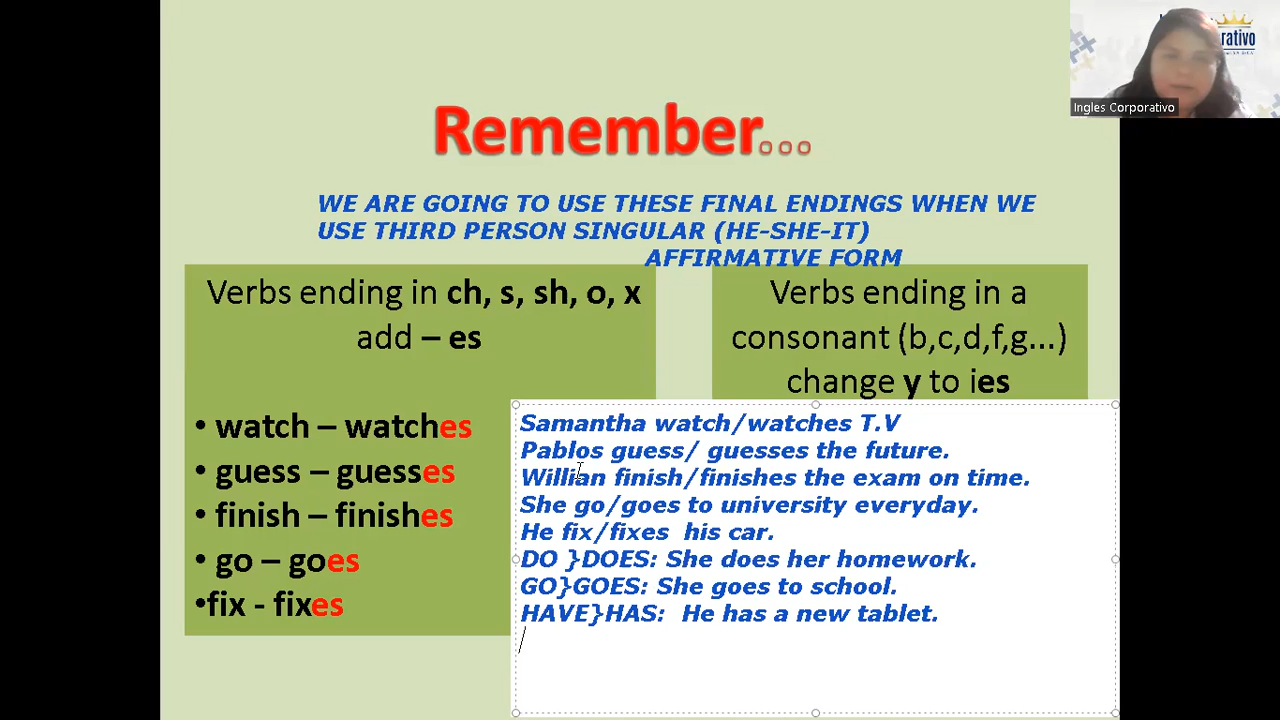 Remember...
WE ARE GOING TO USE THESE FINAL ENDINGS WHEN WE
USE THIRD PERSON SINGULAR (HE-SHE-IT)
AFFIRMATIVE FORM
Verbs ending in ch, s, sh, o, x
add – es
• watch – watches
• guess – guesses
• finish – finishes
• go – goes
•fix - fixes
Verbs ending in a
consonant (b,c,d,f,g...)
change y to ies
Samantha watch/watches T.V
Pablos guess/ guesses the future.
Willian finish/finishes the exam on time.
She go/goes to university everyday.
He fix/fixes  his car.
DO }DOES: She does her homework.
GO}GOES: She goes to school.
HAVE}HAS:  He has a new tablet.
Ingles Corporativo